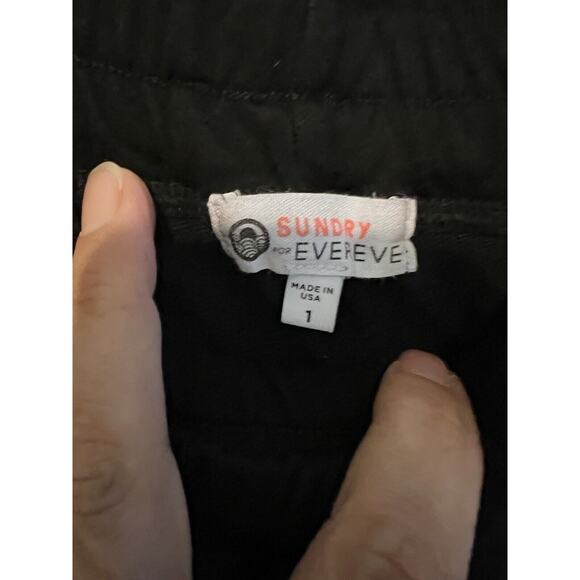 SUNDRY
FOR EVEREVE
MADE IN
USA
1